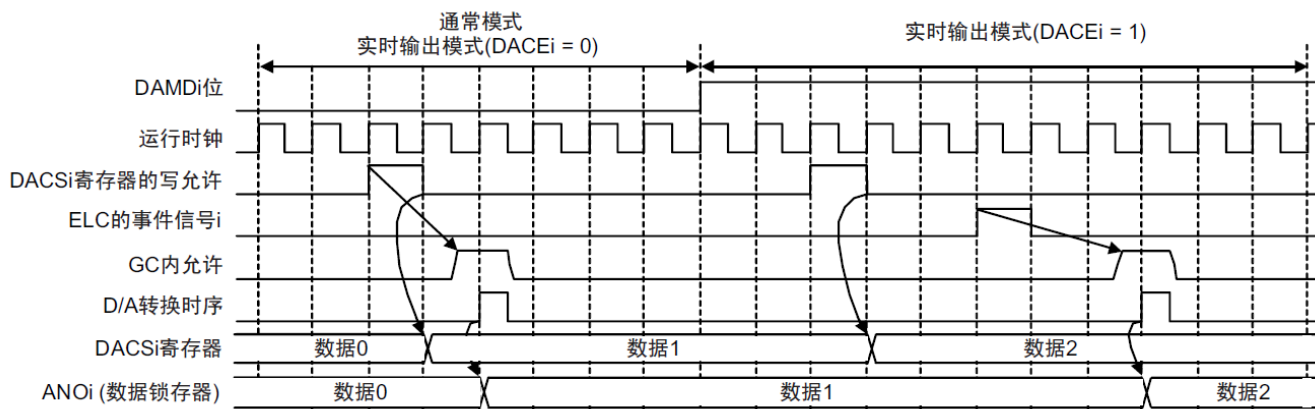 通常模式
实时输出模式(DACEi = 0)
实时输出模式(DACEi = 1)
DAMDi位
运行时钟
DACSi寄存器的写允许
ELC的事件信号i
GC内允许
D/A转换时序
DACSi寄存器
数据0
数据1
数据2
ANOi (数据锁存器)
数据0
数据1
数据2